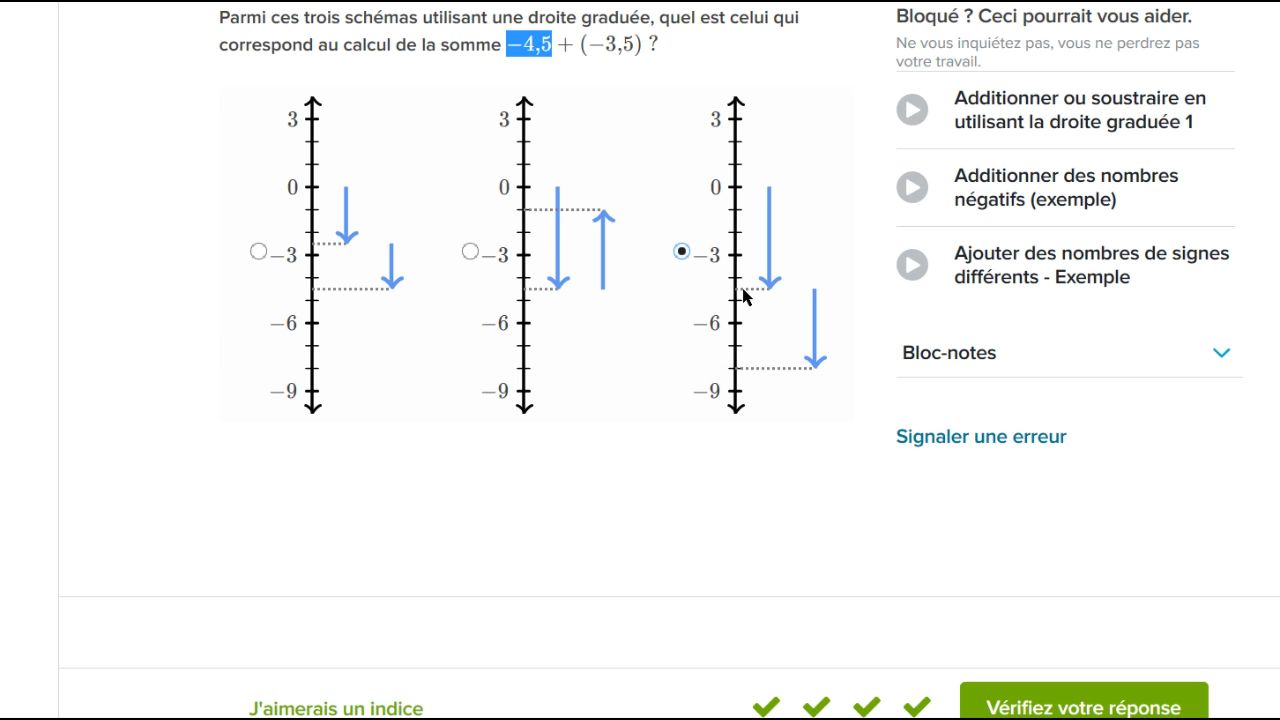 Parmi ces trois schémas utilisant une droite graduée, quel est celui qui
correspond au calcul de la somme −4,5 + (−3,5) ?
3
0
−3
−6
−9
3
0
−3
−6
−9
3
0
−3
−6
−9
Bloqué ? Ceci pourrait vous aider.
Ne vous inquiétez pas, vous ne perdrez pas
votre travail.
Additionner ou soustraire en
utilisant la droite graduée 1
Additionner des nombres
négatifs (exemple)
Ajouter des nombres de signes
différents - Exemple
Bloc-notes
Signaler une erreur
J'aimerais un indice
Vérifiez votre réponse